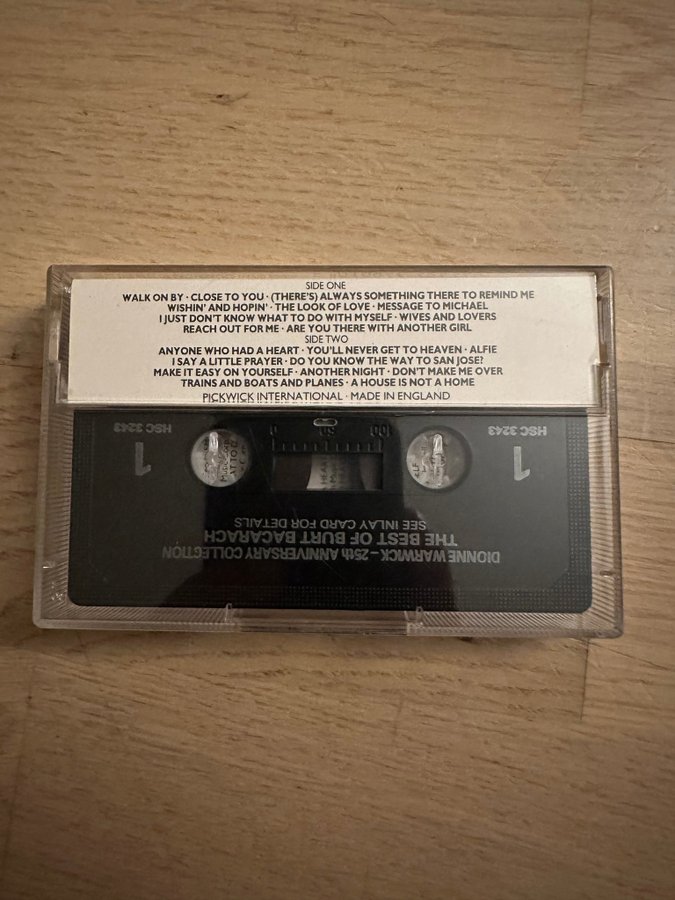 SIDE ONE
WALK ON BY · CLOSE TO YOU · (THERE'S) ALWAYS SOMETHING THERE TO REMIND ME
WISHIN' AND HOPIN' · THE LOOK OF LOVE · MESSAGE TO MICHAEL
I JUST DON'T KNOW WHAT TO DO WITH MYSELF · WIVES AND LOVERS
REACH OUT FOR ME · ARE YOU THERE WITH ANOTHER GIRL
SIDE TWO
ANYONE WHO HAD A HEART · YOU'LL NEVER GET TO HEAVEN · ALFIE
I SAY A LITTLE PRAYER · DO YOU KNOW THE WAY TO SAN JOSE?
MAKE IT EASY ON YOURSELF · ANOTHER NIGHT · DON'T MAKE ME OVER
TRAINS AND BOATS AND PLANES · A HOUSE IS NOT A HOME
PICKWICK INTERNATIONAL · MADE IN ENGLAND
DIONNE WARWICK – 25th ANNIVERSARY COLLECTION
THE BEST OF BURT BACARACH
SEE INLAY CARD FOR DETAILS
1 1
HSC 3243 HSC 3243
100 50 0